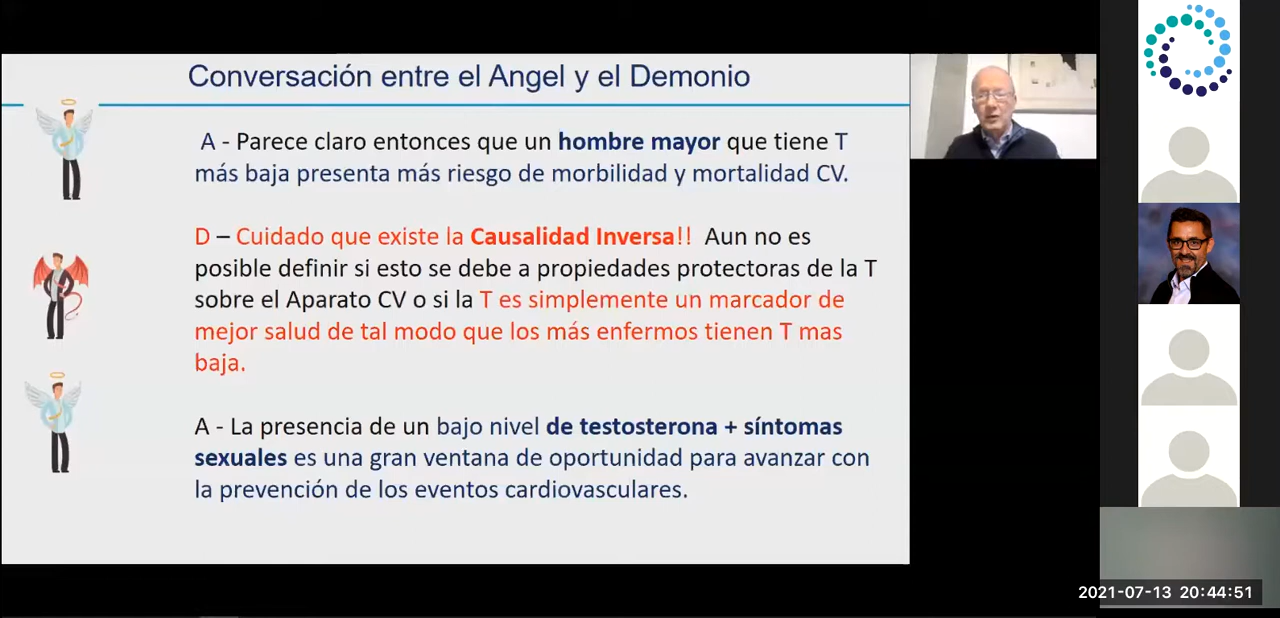 Conversación entre el Angel y el Demonio
A - Parece claro entonces que un hombre mayor que tiene T
más baja presenta más riesgo de morbilidad y mortalidad CV.
D – Cuidado que existe la Causalidad Inversa!! Aun no es
posible definir si esto se debe a propiedades protectoras de la T
sobre el Aparato CV o si la T es simplemente un marcador de
mejor salud de tal modo que los más enfermos tienen T mas
baja.
A - La presencia de un bajo nivel de testosterona + síntomas
sexuales es una gran ventana de oportunidad para avanzar con
la prevención de los eventos cardiovasculares.
2021-07-13 20:44:51